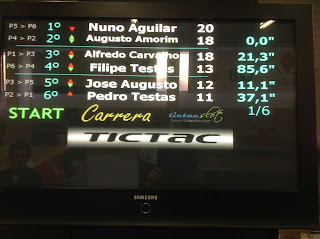 P5 > P6 1º Nuno Aguilar 20
P4 > P2 2º Augusto Amorim 18 0,0"
P1 > P3 3º Alfredo Carvalho 18 21,3"
P6 > P4 4º Filipe Testas 13 85,6"
P3 > P5 5º Jose Augusto 12 11,1"
P2 > P1 6º Pedro Testas 11 37,1"
START Carrera tictac slot 1/6
TICTAC
SAMSUNG